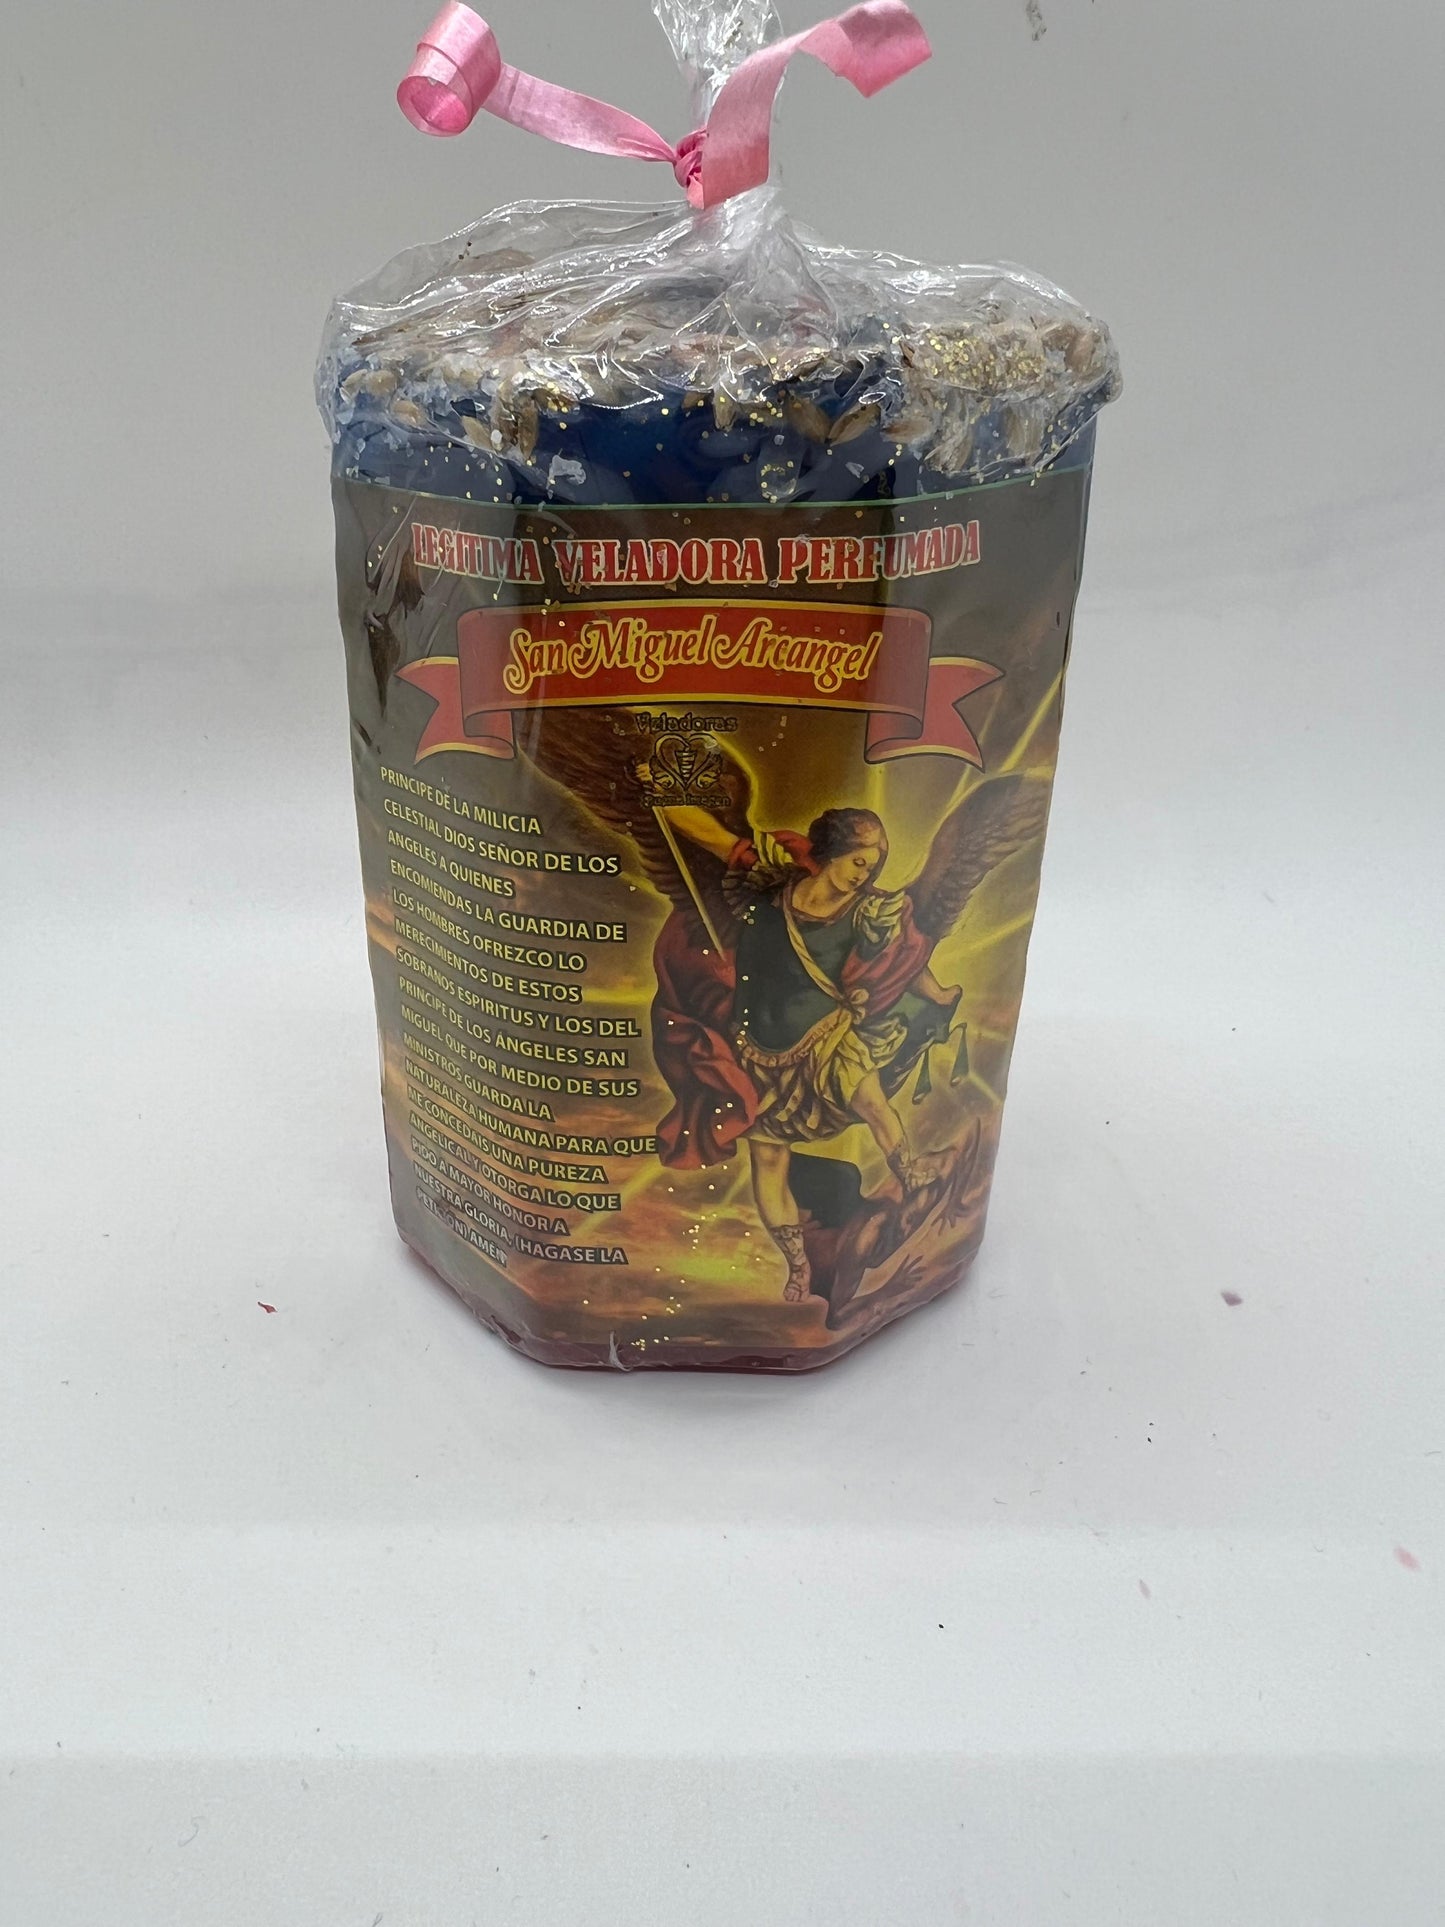 LEGITIMA VELADORA PERFUMADA
San Miguel Arcangel
Veladoras
PRINCIPE DE LA MILICIA
CELESTIAL DIOS SEÑOR DE LOS
ANGELES A QUIENES
ENCOMIENDAS LA GUARDIA DE
LOS HOMBRES OFREZCO LO
MERECIMIENTOS DE ESTOS
SOBRANOS ESPIRITUS Y LOS DEL
PRINCIPE DE LOS ÁNGELES SAN
MIGUEL QUE POR MEDIO DE SUS
MINISTROS GUARDA LA
NATURALEZA HUMANA PARA QUE
ME CONCEDAIS UNA PUREZA
ANGELICAL Y OTORGA LO QUE
PIDO A MAYOR HONOR A
NUESTRA GLORIA, (HAGASE LA
PETICIÓN) AMÉN